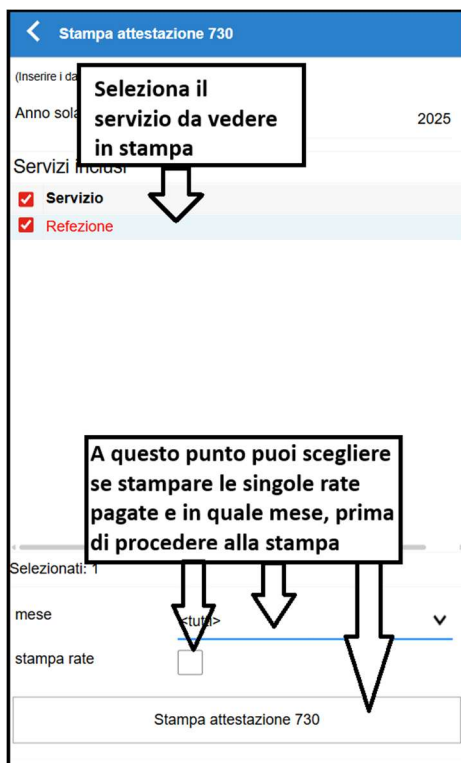 Stampa attestazione 730
(Inserire i da
Seleziona il
servizio da vedere
in stampa
Anno sola
2025
Servizi inclusi
Servizio
Refezione
A questo punto puoi scegliere
se stampare le singole rate
pagate e in quale mese, prima
di procedere alla stampa
Selezionati: 1
mese
<tutti>
stampa rate
Stampa attestazione 730